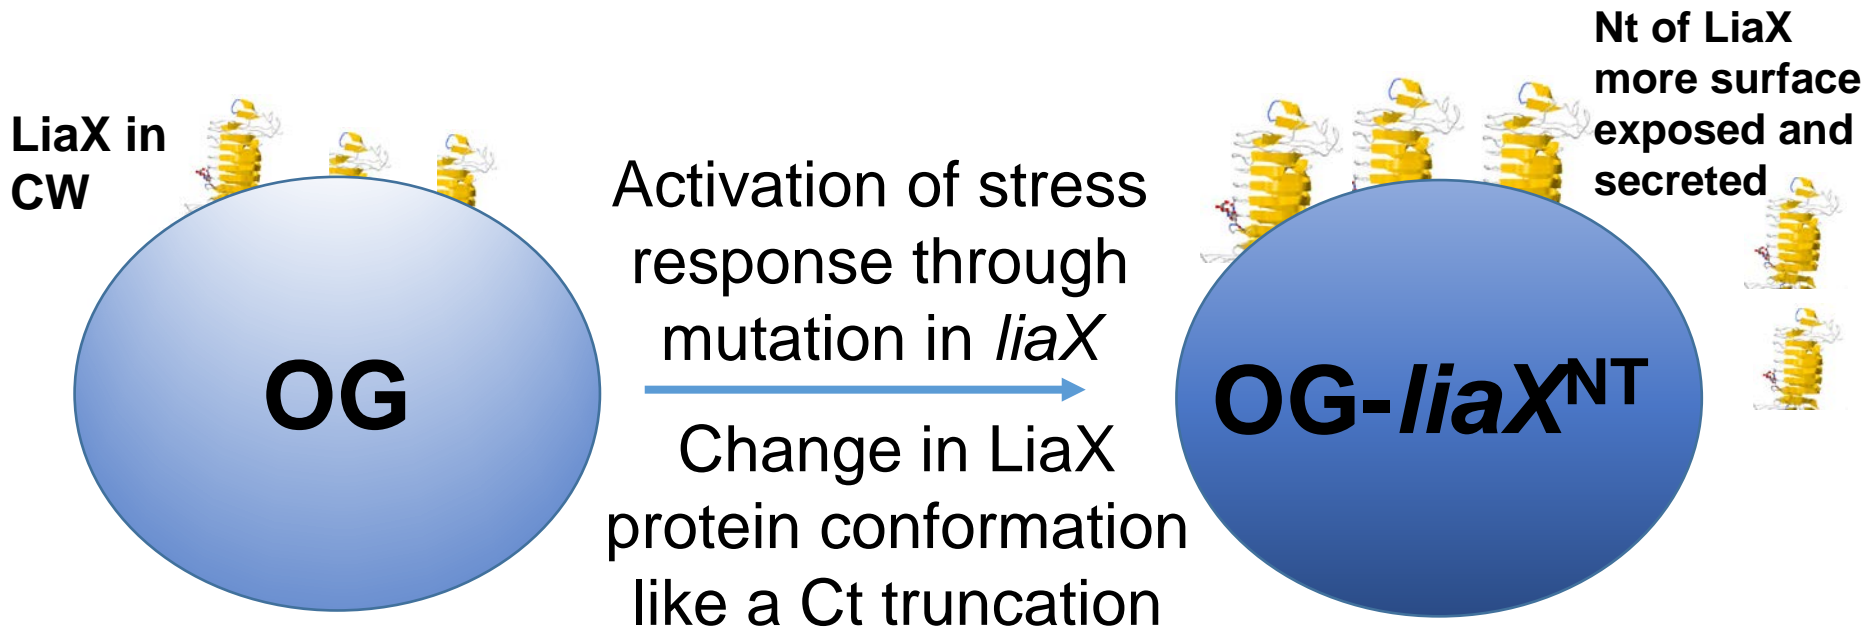 LiaX in
CW
OG
Activation of stress
response through
mutation in liaX
Change in LiaX
protein conformation
like a Ct truncation
Nt of LiaX
more surface
exposed and
secreted
OG-liaXNT